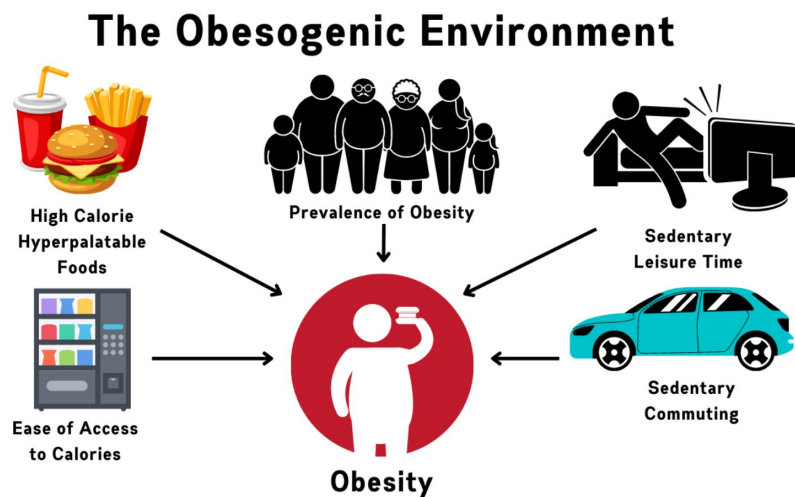 The Obesogenic Environment
High Calorie
Hyperpalatable
Foods
Prevalence of Obesity
Sedentary
Leisure Time
Ease of Access
to Calories
Sedentary
Commuting
Obesity